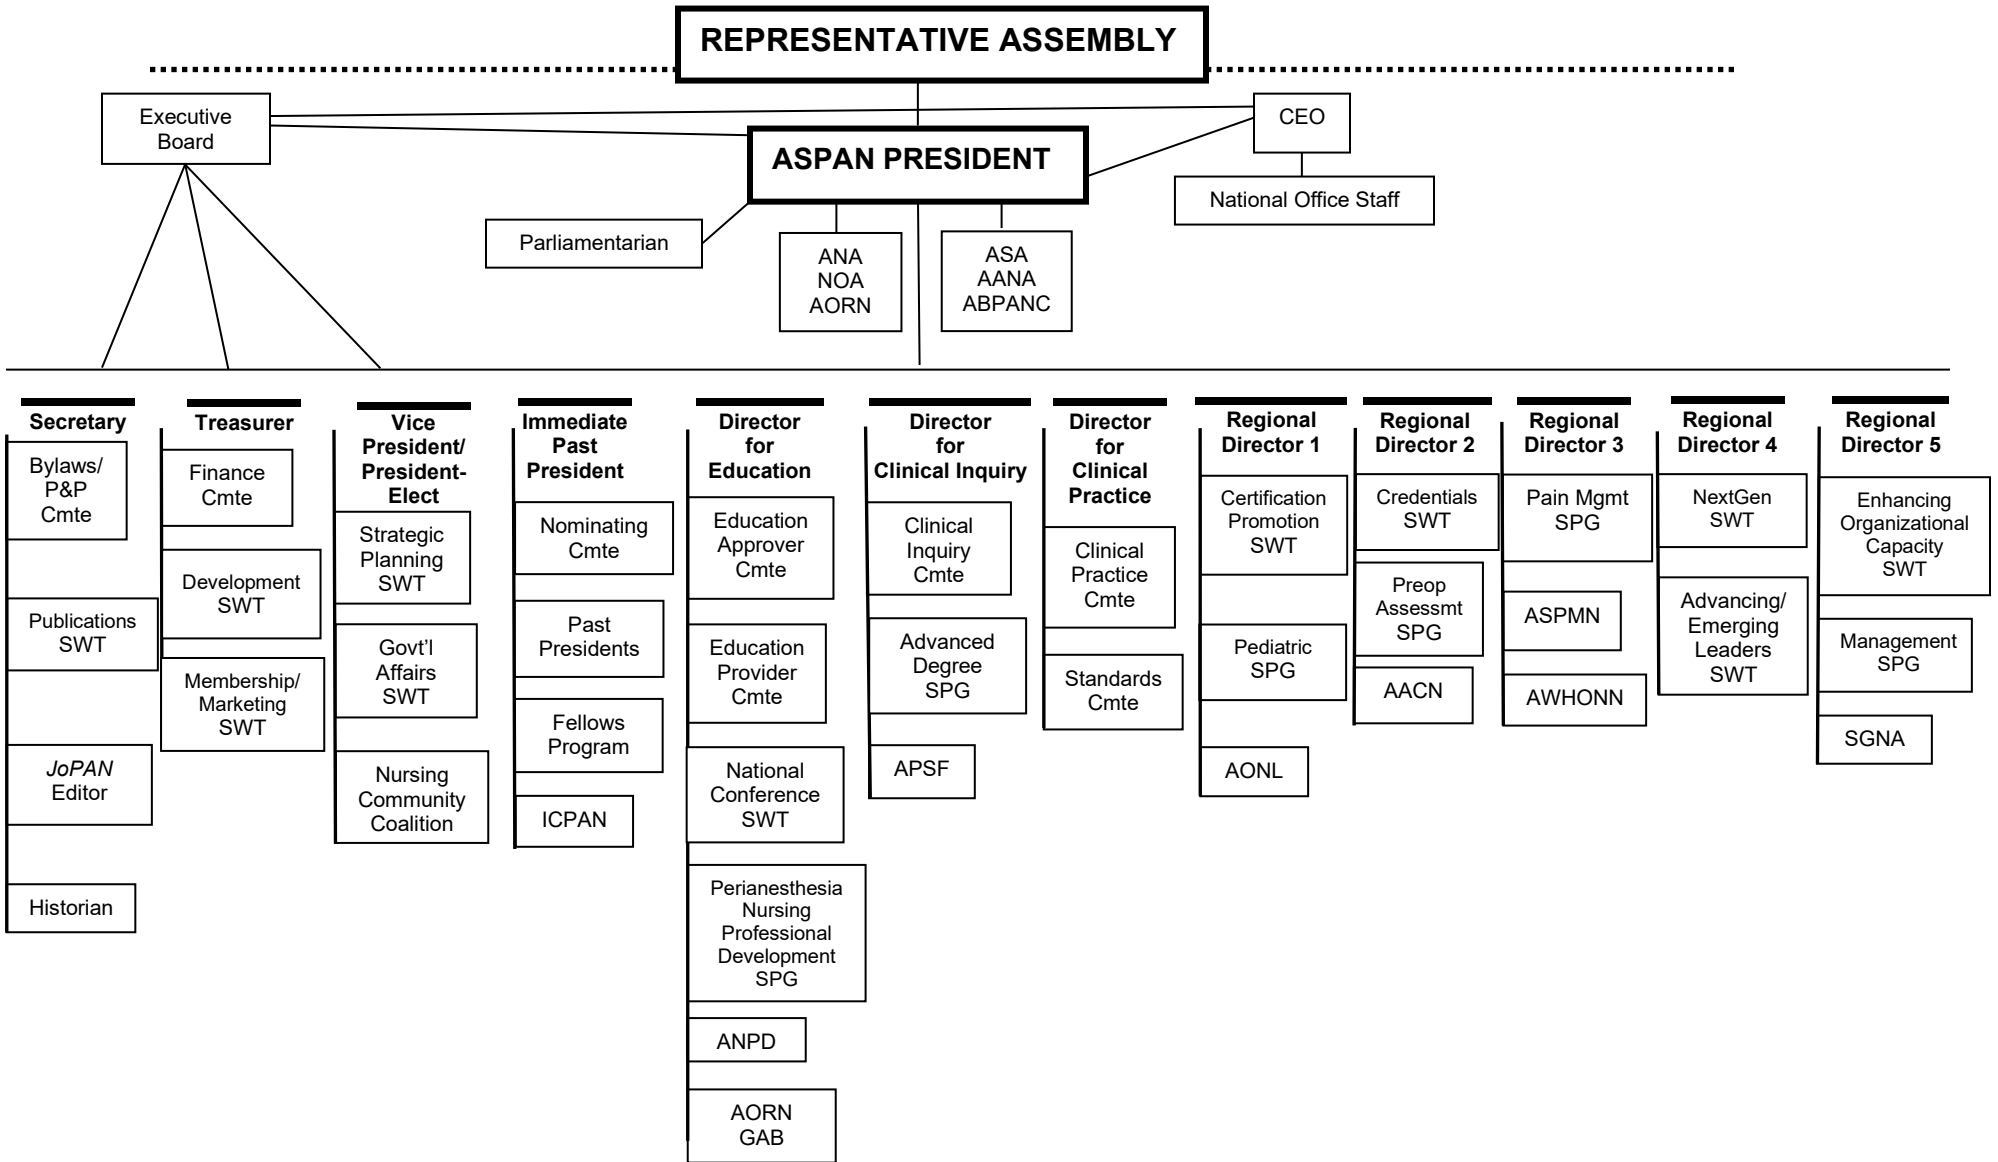 REPRESENTATIVE ASSEMBLY
Executive
Board
CEO
ASPAN PRESIDENT
National Office Staff
Parliamentarian
ANA
NOA
AORN
ASA
AANA
ABPANC
Secretary
Bylaws/
P&P
Cmte
Publications
SWT
JoPAN
Editor
Historian
Treasurer
Finance
Cmte
Development
SWT
Membership/
Marketing
SWT
Vice
President/
President-
Elect
Strategic
Planning
SWT
Govt’l
Affairs
SWT
Nursing
Community
Coalition
Immediate
Past
President
Nominating
Cmte
Past
Presidents
Fellows
Program
ICPAN
Director
for
Education
Education
Approver
Cmte
Education
Provider
Cmte
National
Conference
SWT
Perianesthesia
Nursing
Professional
Development
SPG
ANPD
AORN
GAB
Director
for
Clinical Inquiry
Clinical
Inquiry
Cmte
Advanced
Degree
SPG
APSF
Director
for
Clinical
Practice
Clinical
Practice
Cmte
Standards
Cmte
Regional
Director 1
Certification
Promotion
SWT
Pediatric
SPG
AONL
Regional
Director 2
Credentials
SWT
Preop
Assessmt
SPG
AACN
Regional
Director 3
Pain Mgmt
SPG
ASPMN
AWHONN
Regional
Director 4
NextGen
SWT
Advancing/
Emerging
Leaders
SWT
Regional
Director 5
Enhancing
Organizational
Capacity
SWT
Management
SPG
SGNA